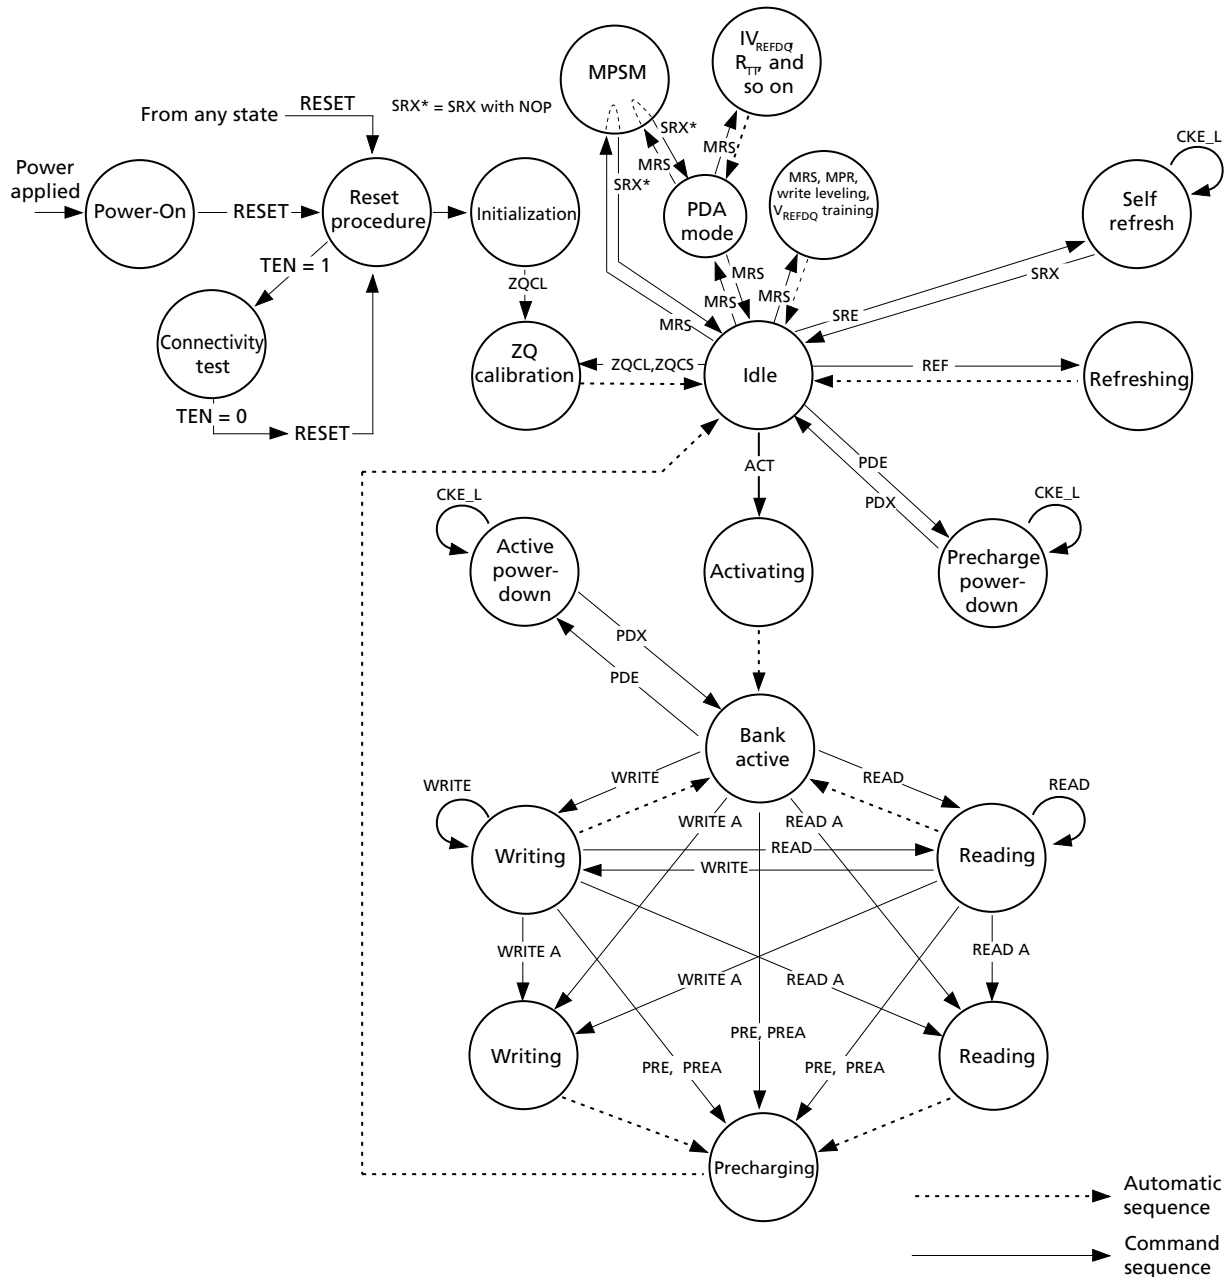 IV_REFDQ,
R_TT, and
so on
MPSM
From any state
RESET
SRX* = SRX with NOP
SRX*
MRS
MRS
CKE_L
Power
applied
Power-On
RESET
Reset
procedure
Initialization
SRX*
PDA
mode
MRS, MPR,
write leveling,
V_REFDQ training
Self
refresh
TEN = 1
ZQCL
MRS
MRS
MRS
MRS
SRE
SRX
Connectivity
test
ZQ
calibration
ZQCL,ZQCS
Idle
REF
Refreshing
TEN = 0
RESET
ACT
PDE
PDX
CKE_L
CKE_L
Active
power-
down
Activating
Precharge
power-
down
PDX
PDE
Bank
active
WRITE
WRITE
READ
READ
WRITE A
READ A
Writing
READ
WRITE
Reading
WRITE A
WRITE A
READ A
READ A
Writing
PRE, PREA
PRE, PREA
PRE, PREA
Reading
Precharging
Automatic
sequence
Command
sequence